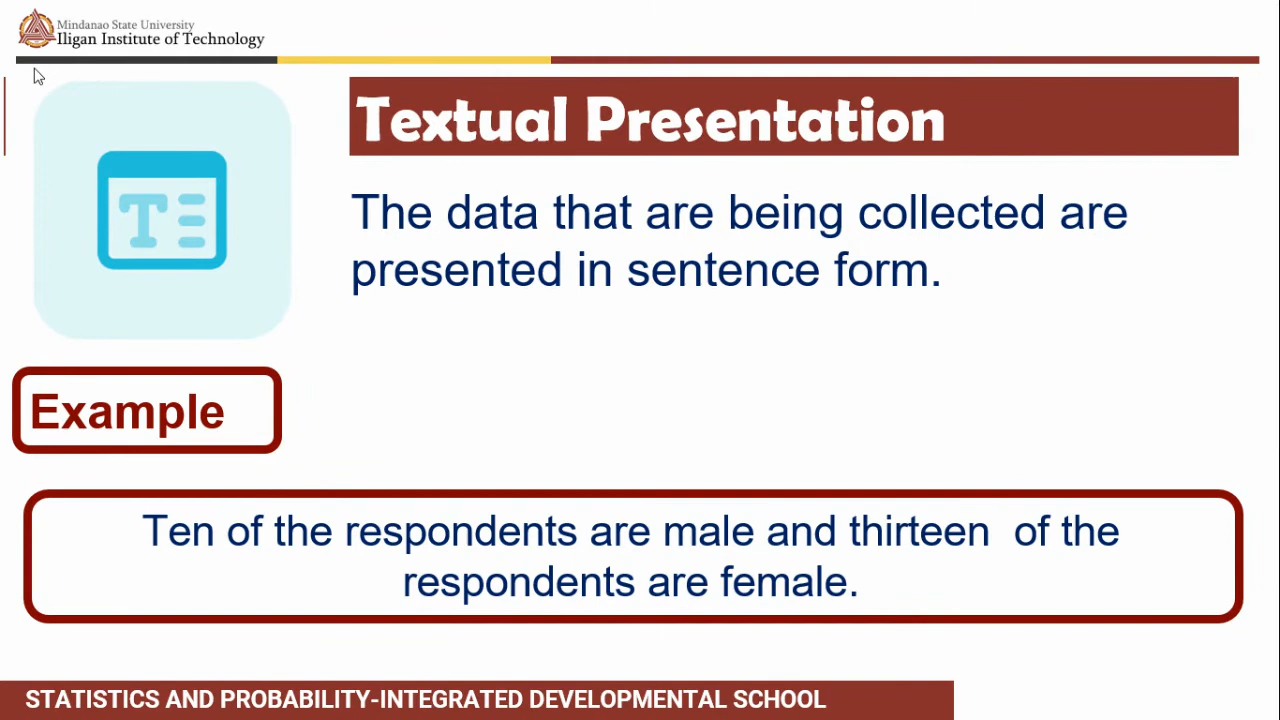 Mindanao State University
Iligan Institute of Technology
Textual Presentation
The data that are being collected are
presented in sentence form.
Example
Ten of the respondents are male and thirteen of the
respondents are female.
STATISTICS AND PROBABILITY-INTEGRATED DEVELOPMENTAL SCHOOL